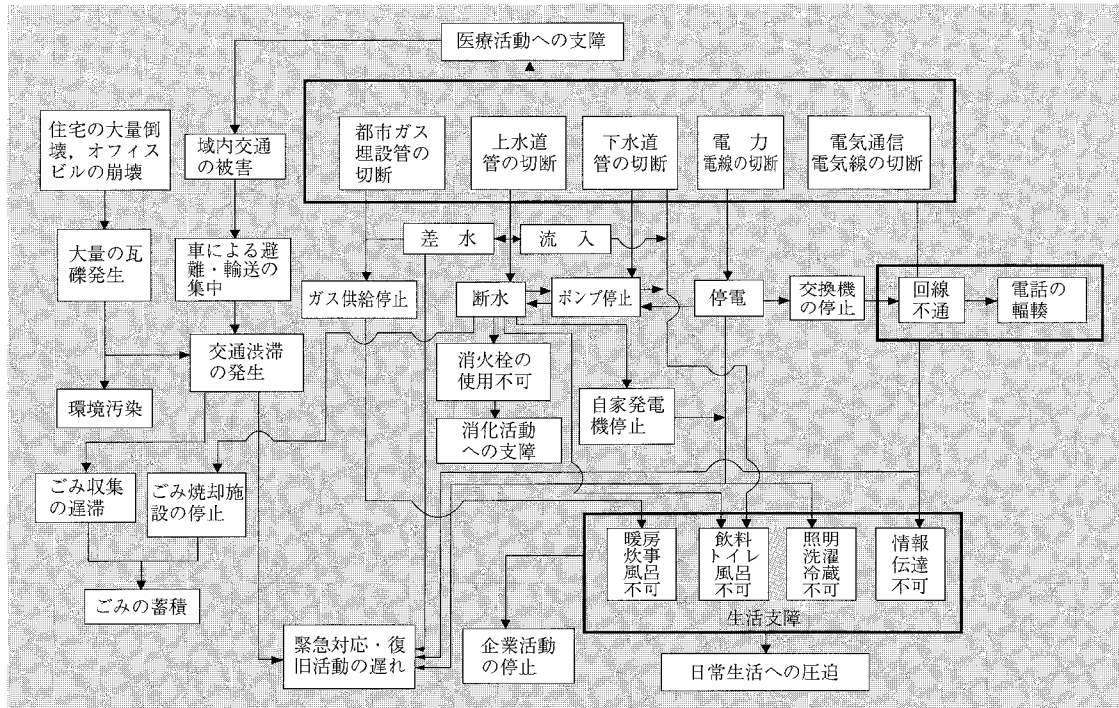 医療活動への支障
住宅の大量倒
壊，オフィス
ビルの崩壊
域内交通
の被害
都市ガス
埋設管の
切断
上水道
管の切断
下水道
管の切断
電　力
電線の切断
電気通信
電気線の切断
大量の瓦
礫発生
車による避
難・輸送の
集中
差　水
流　入
ガス供給停止
断水
ポンプ停止
停電
交換機
の停止
回線
不通
電話の
輻輳
交通渋滞
の発生
環境汚染
消火栓の
使用不可
消化活動
への支障
自家発電
機停止
ごみ収集
の遅滞
ごみ焼却施
設の停止
ごみの蓄積
暖房
炊事
風呂
不可
飲料
トイレ
風呂
不可
照明
洗濯
冷蔵
不可
情報
伝達
不可
生活支障
緊急対応・復
旧活動の遅れ
企業活動
の停止
日常生活への圧迫